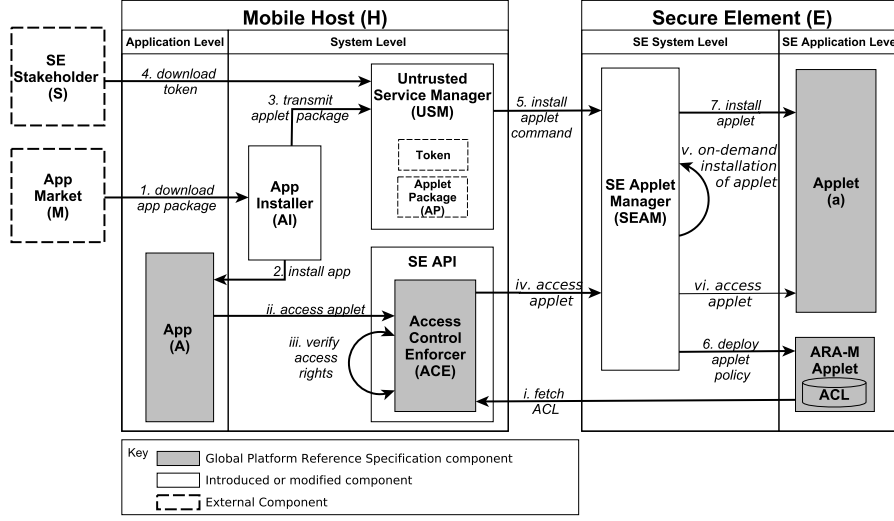 Mobile Host (H)
Secure Element (E)
Application Level
System Level
SE System Level
SE Application Leve
SE
Stakeholder
(S)
4. download
token
3. transmit
applet package
Untrusted
Service Manager
(USM)
Token
Applet
Package
(AP)
5. install
applet
command
7. install
applet
v. on-demand
installation
of applet
App
Market
(M)
1. download
app package
App
Installer
(AI)
SE Applet
Manager
(SEAM)
Applet
(a)
2. install app
SE API
App
(A)
ii. access applet
iii. verify
access
rights
Access
Control
Enforcer
(ACE)
iv. access
applet
vi. access
applet
6. deploy
applet
policy
ARA-M
Applet
ACL
i. fetch
ACL
Key
Global Platform Reference Specification component
Introduced or modified component
External Component